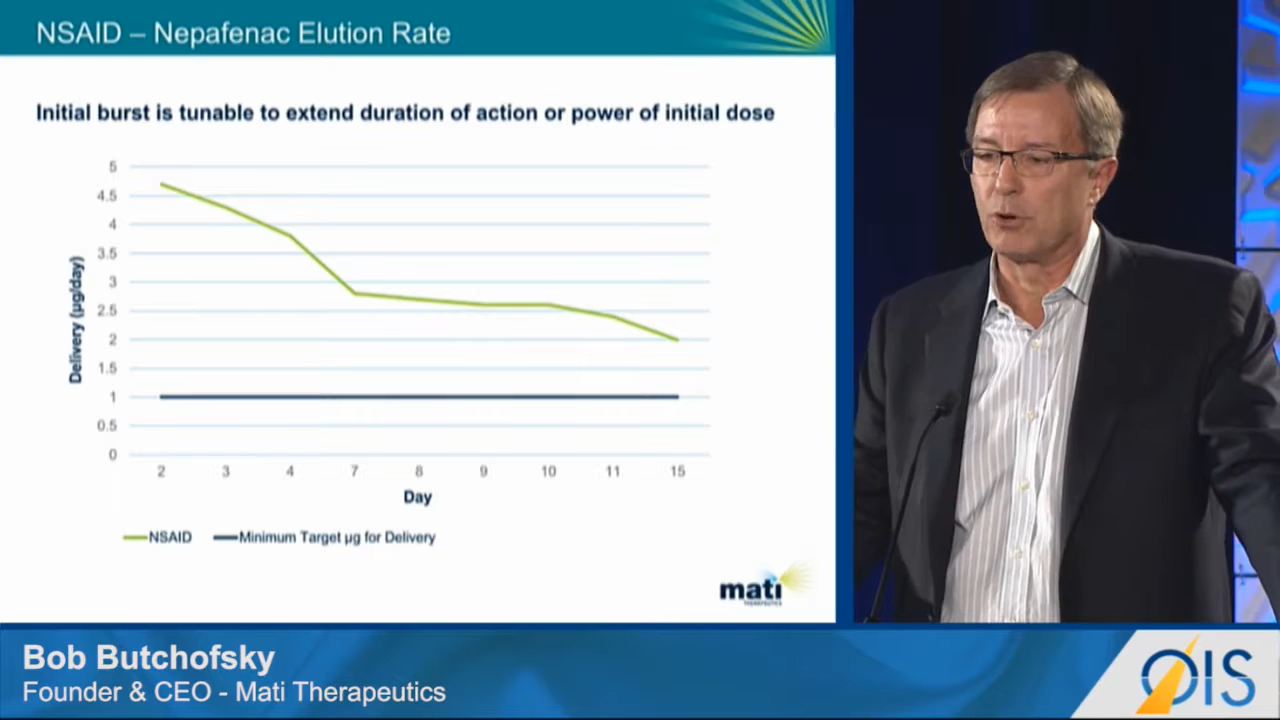 NSAID – Nepafenac Elution Rate
Initial burst is tunable to extend duration of action or power of initial dose
5
4.5
4
3.5
3
2.5
2
1.5
1
0.5
0
Delivery (µg/day)
2 3 4 7 8 9 10 11 15
Day
NSAID Minimum Target µg for Delivery
mati
THERAPEUTICS
Bob Butchofsky
Founder & CEO - Mati Therapeutics
OIS